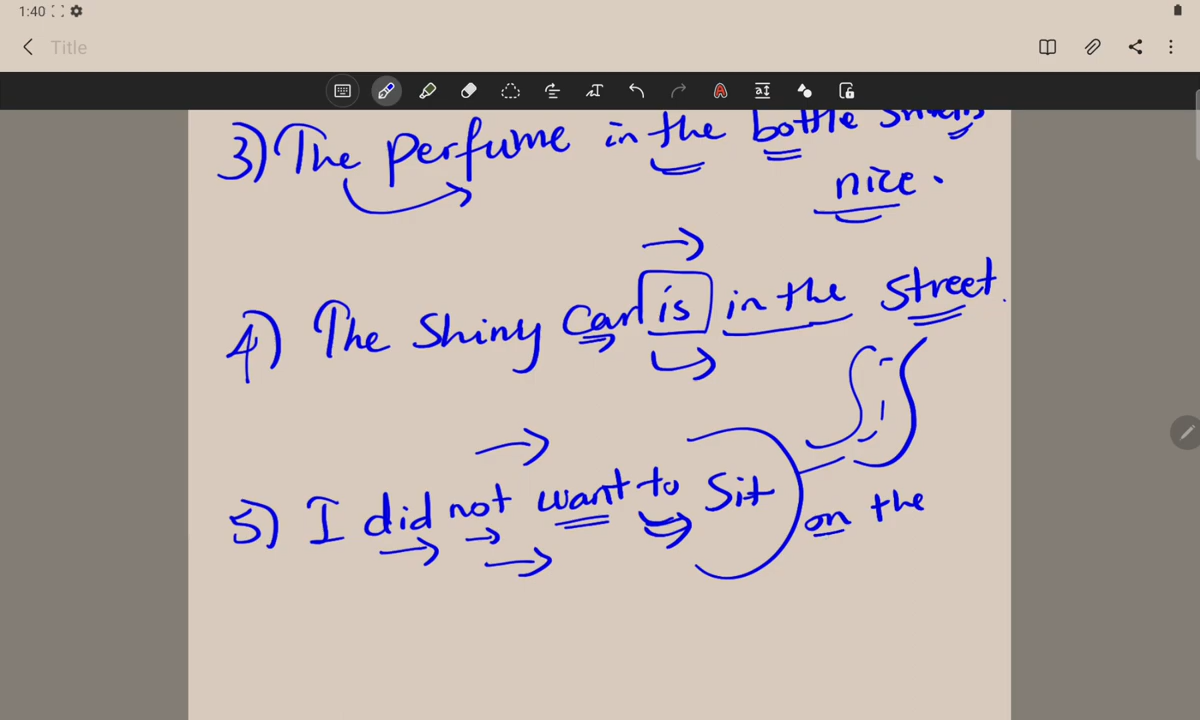 1:40
Title
3) The perfume in the bottle smells
nice.
4) The Shiny Car is in the street.
5) I did not want to Sit
on the